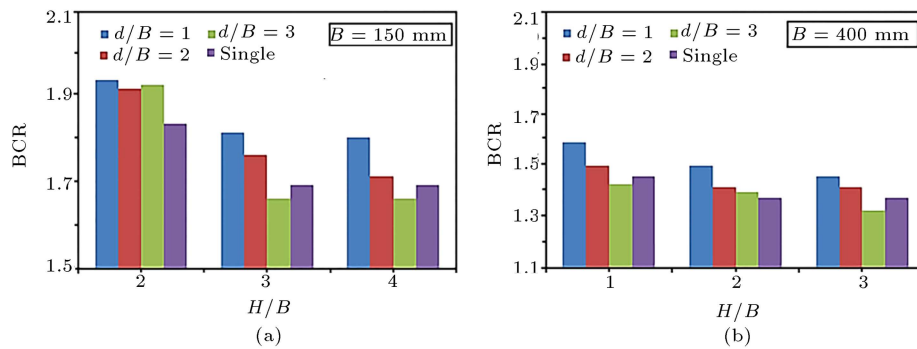 2.1
1.9
1.7
1.5
BCR
d/B = 1
d/B = 3
d/B = 2
Single
B = 150 mm
2
3
4
H/B
(a)
2.1
1.9
1.7
1.5
1.3
1.1
BCR
d/B = 1
d/B = 3
d/B = 2
Single
B = 400 mm
1
2
3
H/B
(b)